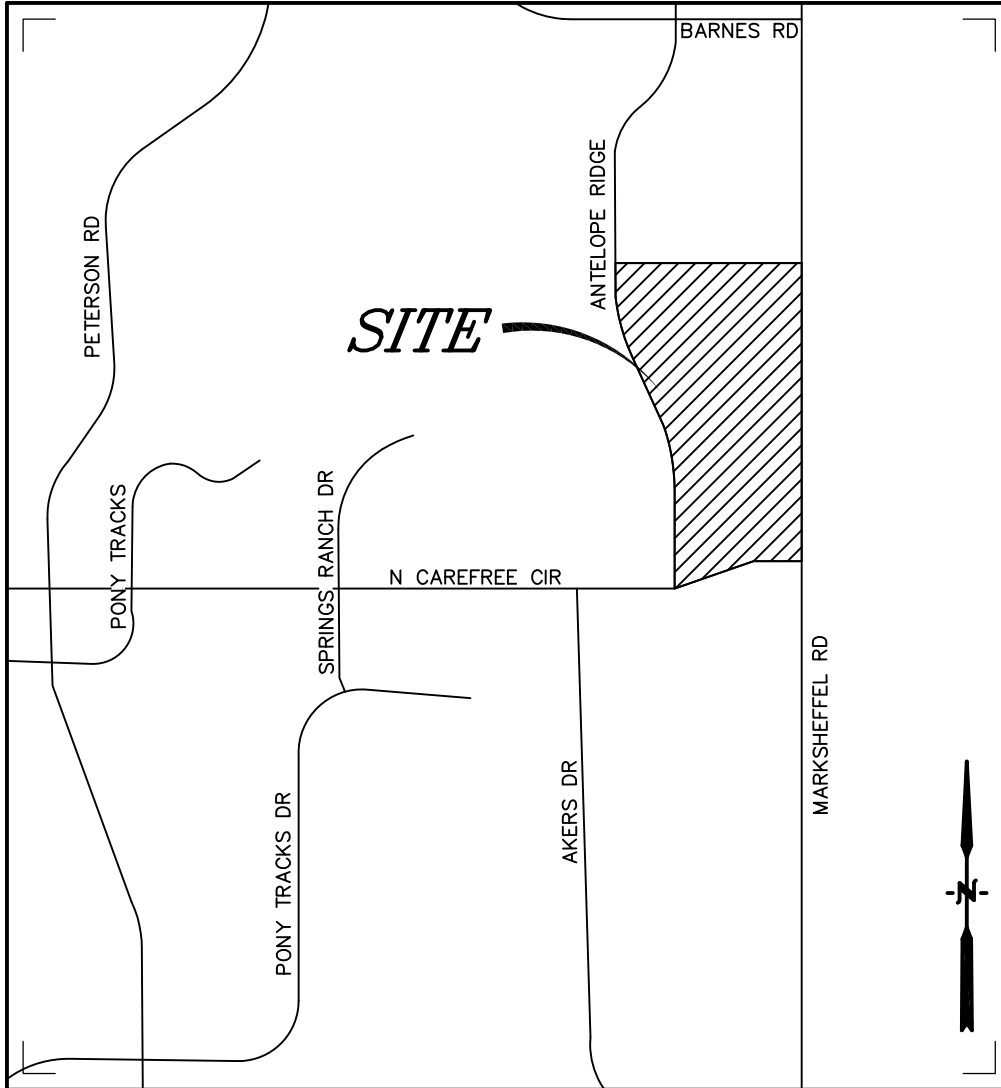 BARNES RD
ANTELOPE RIDGE
PETERSON RD
SITE
SPRINGS RANCH DR
PONY TRACKS
N CAREFREE CIR
MARKSHEFFEL RD
AKERS DR
PONY TRACKS DR
N